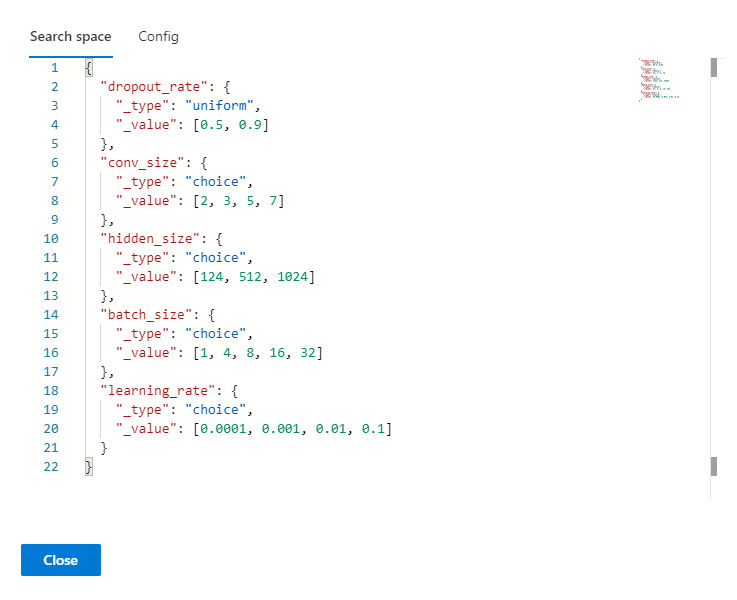 Search space Config
1 {
2 "dropout_rate": {
3 "_type": "uniform",
4 "_value": [0.5, 0.9]
5 },
6 "conv_size": {
7 "_type": "choice",
8 "_value": [2, 3, 5, 7]
9 },
10 "hidden_size": {
11 "_type": "choice",
12 "_value": [124, 512, 1024]
13 },
14 "batch_size": {
15 "_type": "choice",
16 "_value": [1, 4, 8, 16, 32]
17 },
18 "learning_rate": {
19 "_type": "choice",
20 "_value": [0.0001, 0.001, 0.01, 0.1]
21 }
22 }
Close